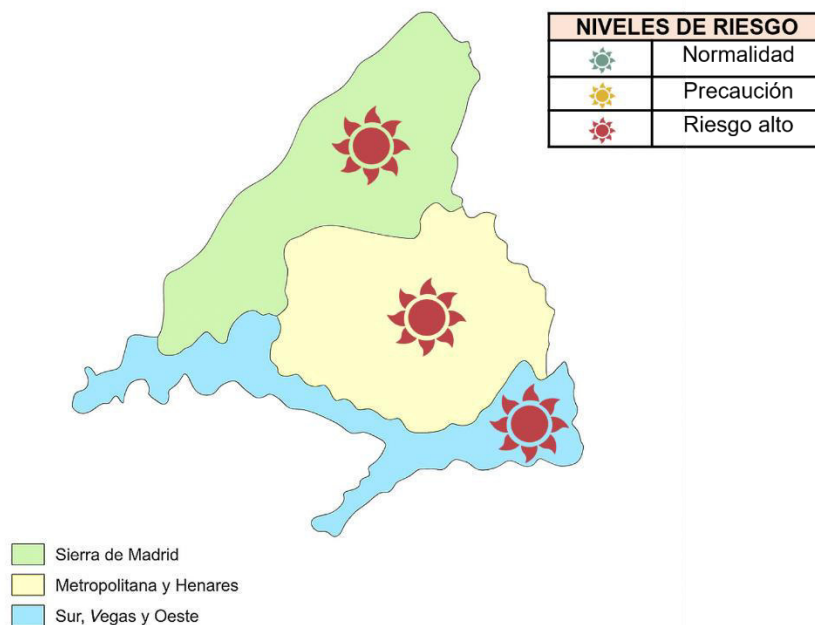 NIVELES DE RIESGO
Normalidad
Precaución
Riesgo alto
Sierra de Madrid
Metropolitana y Henares
Sur, Vegas y Oeste